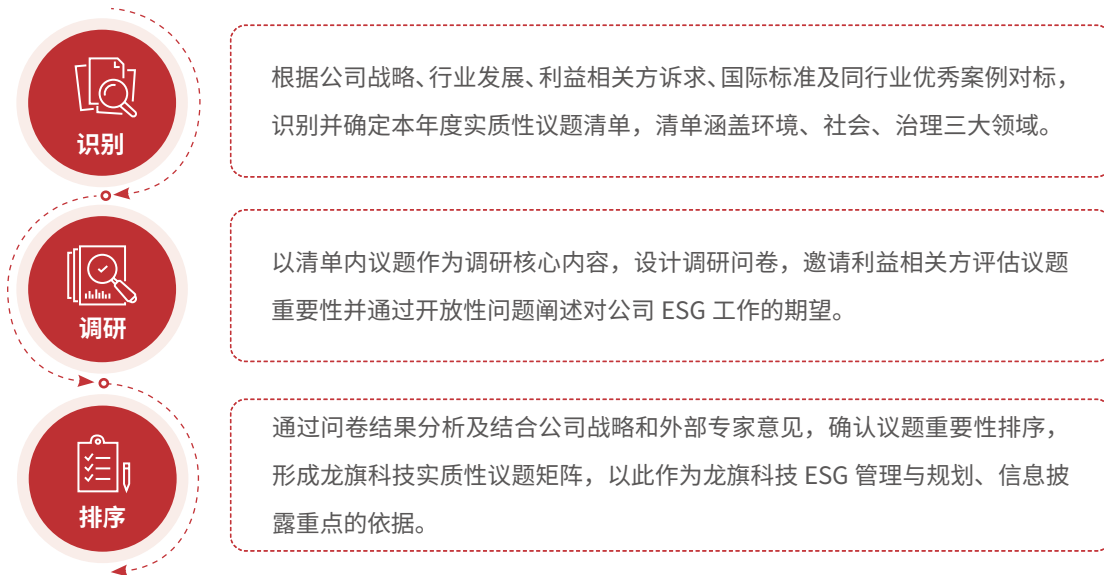 识别
根据公司战略、行业发展、利益相关方诉求、国际标准及同行业优秀案例对标，
识别并确定本年度实质性议题清单，清单涵盖环境、社会、治理三大领域。
调研
以清单内议题作为调研核心内容，设计调研问卷，邀请利益相关方评估议题
重要性并通过开放性问题阐述对公司 ESG 工作的期望。
排序
通过问卷结果分析及结合公司战略和外部专家意见，确认议题重要性排序，
形成龙旗科技实质性议题矩阵，以此作为龙旗科技 ESG 管理与规划、信息披
露重点的依据。